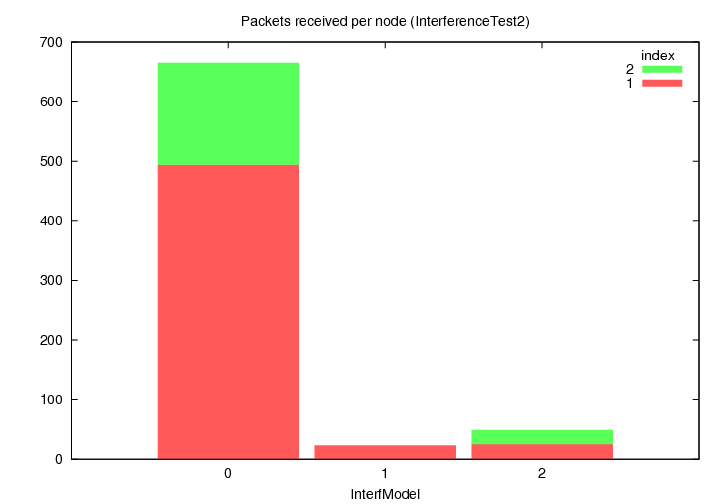 Packets received per node (InterferenceTest2)
700
index
2
1
600
500
400
300
200
100
0
0 1 2
InterfModel